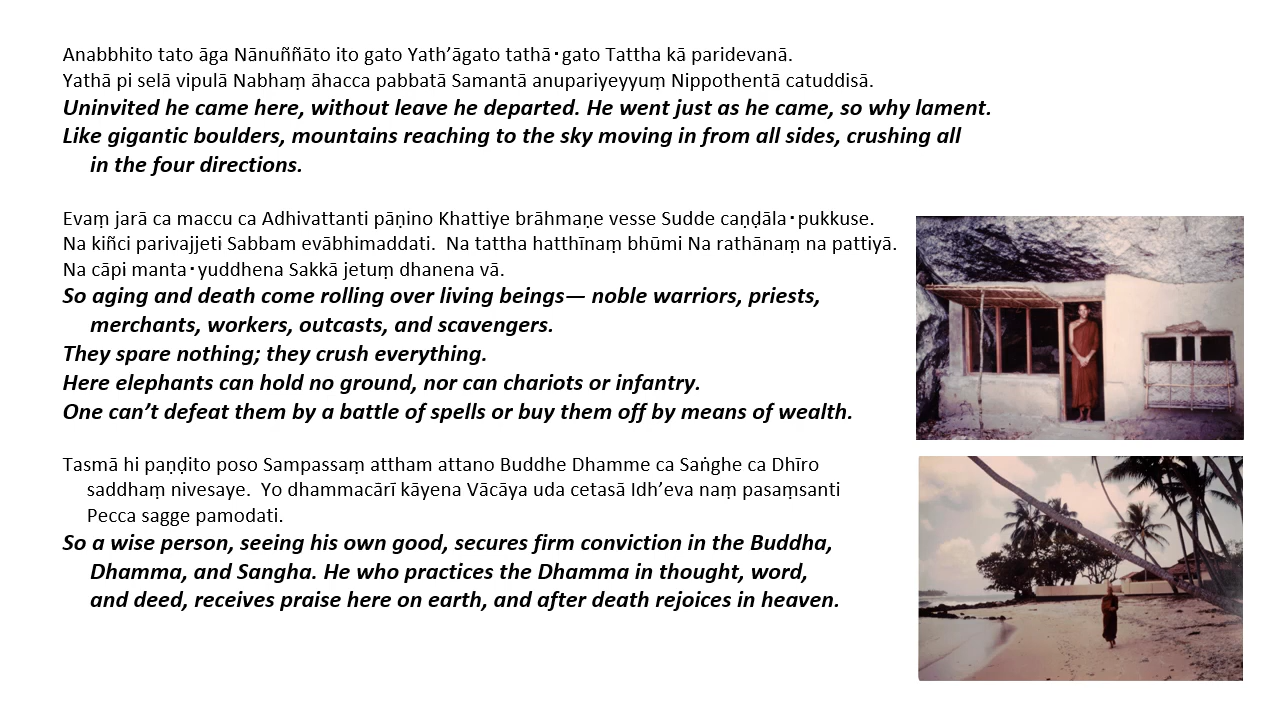 Anabbhito tato āga Nānuññāto ito gato Yath’āgato tathā·gato Tattha kā paridevanā.
Yathā pi selā vipulā Nabhaṃ āhacca pabbatā Samantā anupariyeyyuṃ Nippothentā catuddisā.
Uninvited he came here, without leave he departed. He went just as he came, so why lament.
Like gigantic boulders, mountains reaching to the sky moving in from all sides, crushing all
in the four directions.
Evaṃ jarā ca maccu ca Adhivattanti pāṇino Khattiye brāhmaṇe vesse Sudde caṇḍāla·pukkuse.
Na kiñci parivajjeti Sabbam evābhimaddati.  Na tattha hatthīnaṃ bhūmi Na rathānaṃ na pattiyā.
Na cāpi manta·yuddhena Sakkā jetuṃ dhanena vā.
So aging and death come rolling over living beings— noble warriors, priests,
merchants, workers, outcasts, and scavengers.
They spare nothing; they crush everything.
Here elephants can hold no ground, nor can chariots or infantry.
One can’t defeat them by a battle of spells or buy them off by means of wealth.
Tasmā hi paṇḍito poso Sampassaṃ attham attano Buddhe Dhamme ca Saṅghe ca Dhīro
saddhaṃ nivesaye.  Yo dhammacārī kāyena Vācāya uda cetasā Idh’eva naṃ pasaṃsanti
Pecca sagge pamodati.
So a wise person, seeing his own good, secures firm conviction in the Buddha,
Dhamma, and Sangha. He who practices the Dhamma in thought, word,
and deed, receives praise here on earth, and after death rejoices in heaven.